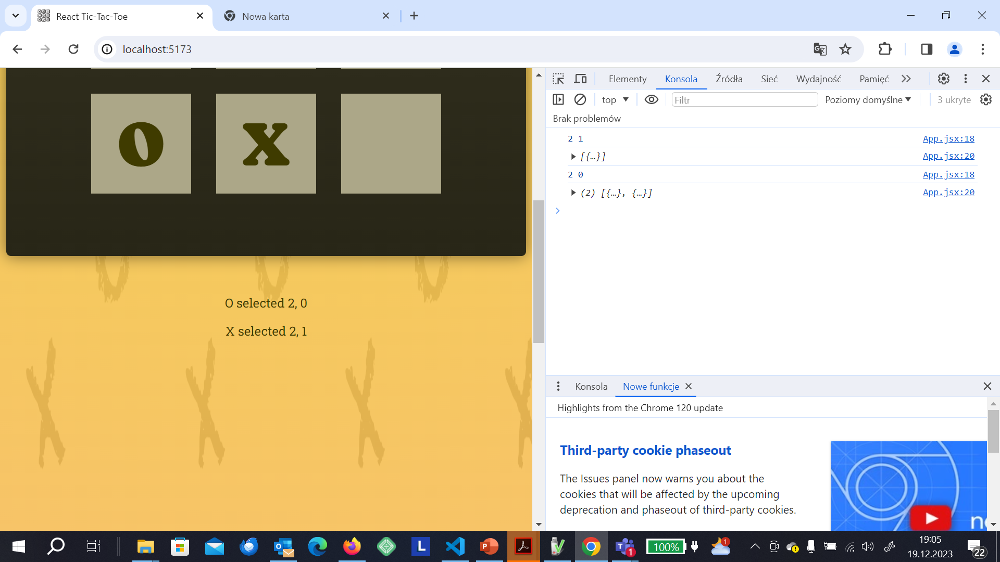 React Tic-Tac-Toe
Nowa karta
localhost:5173
Elementy
Konsola
Źródła
Sieć
Wydajność
Pamięć
top
Filtr
Poziomy domyślne
3 ukryte
Brak problemów
2 1
App.jsx:18
[{…}]
App.jsx:20
2 0
App.jsx:18
(2) [{…}, {…}]
App.jsx:20
O X
O selected 2, 0
X selected 2, 1
Konsola
Nowe funkcje
Highlights from the Chrome 120 update
Third-party cookie phaseout
The Issues panel now warns you about the
cookies that will be affected by the upcoming
deprecation and phaseout of third-party cookies.
L
P
1
100%
1
19:05
19.12.2023
22